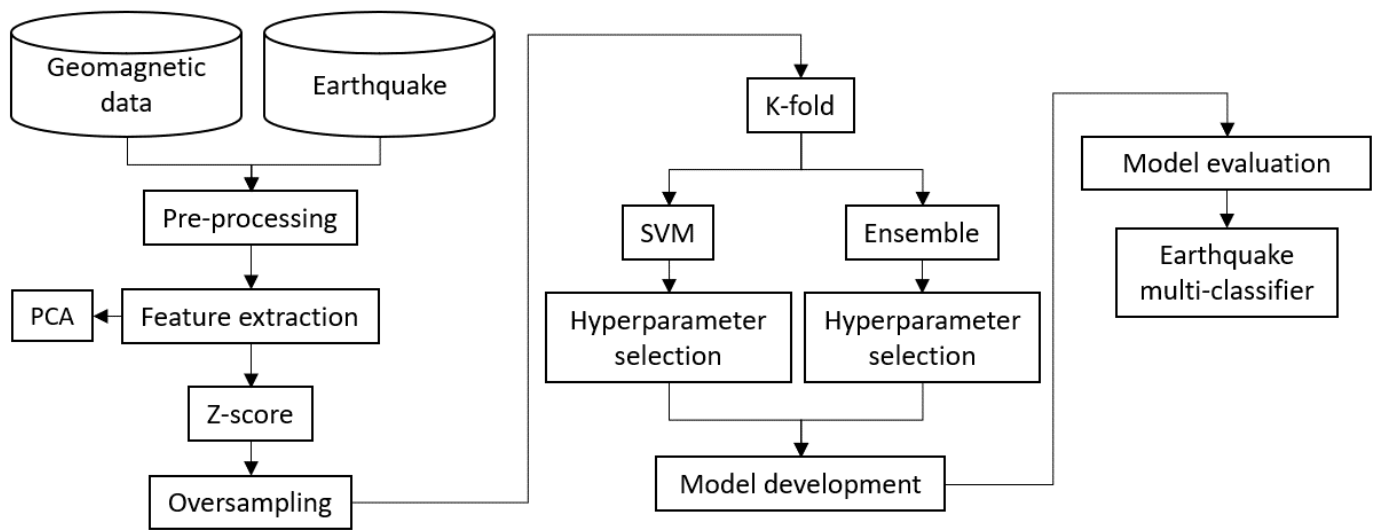 Geomagnetic
data
Earthquake
Pre-processing
PCA
Feature extraction
Z-score
Oversampling
K-fold
SVM
Ensemble
Hyperparameter
selection
Hyperparameter
selection
Model development
Model evaluation
Earthquake
multi-classifier